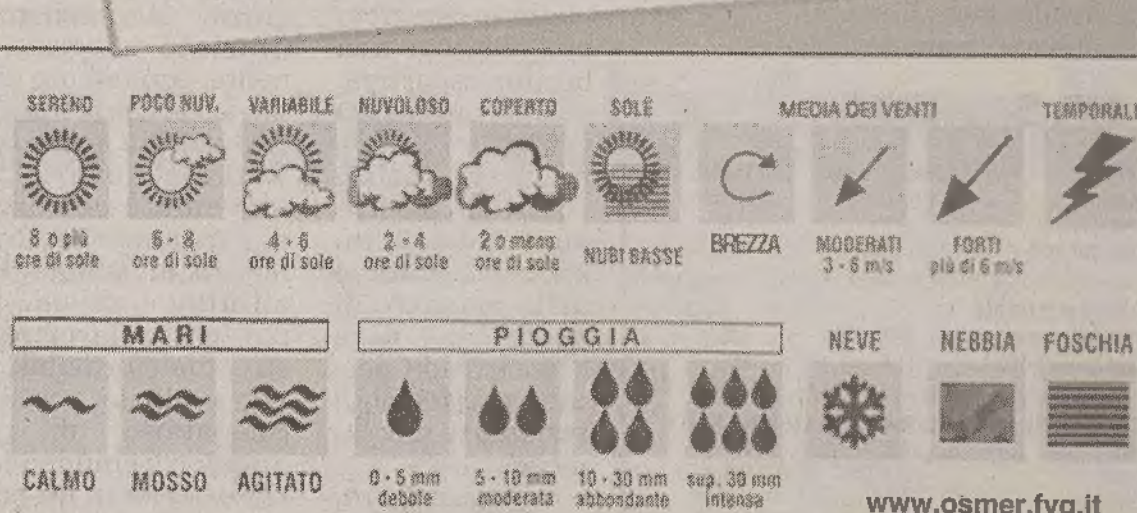 SERENO POCO NUV. VARIABILE NUVOLOSO COPERTO SOLE MEDIA DEI VENTI TEMPORALE
8 o più 6 - 8 4 - 6 2 - 4 2 o meno NUBI BASSE BREZZA MODERATI FORTI
ore di sole ore di sole ore di sole ore di sole ore di sole 3 - 6 m/s più di 6 m/s
MARI PIOGGIA NEVE NEBBIA FOSCHIA
CALMO MOSSO AGITATO 0 - 5 mm 5 - 10 mm 10 - 30 mm sup. 30 mm
debole moderata abbondante intensa
www.osmer.fvg.it